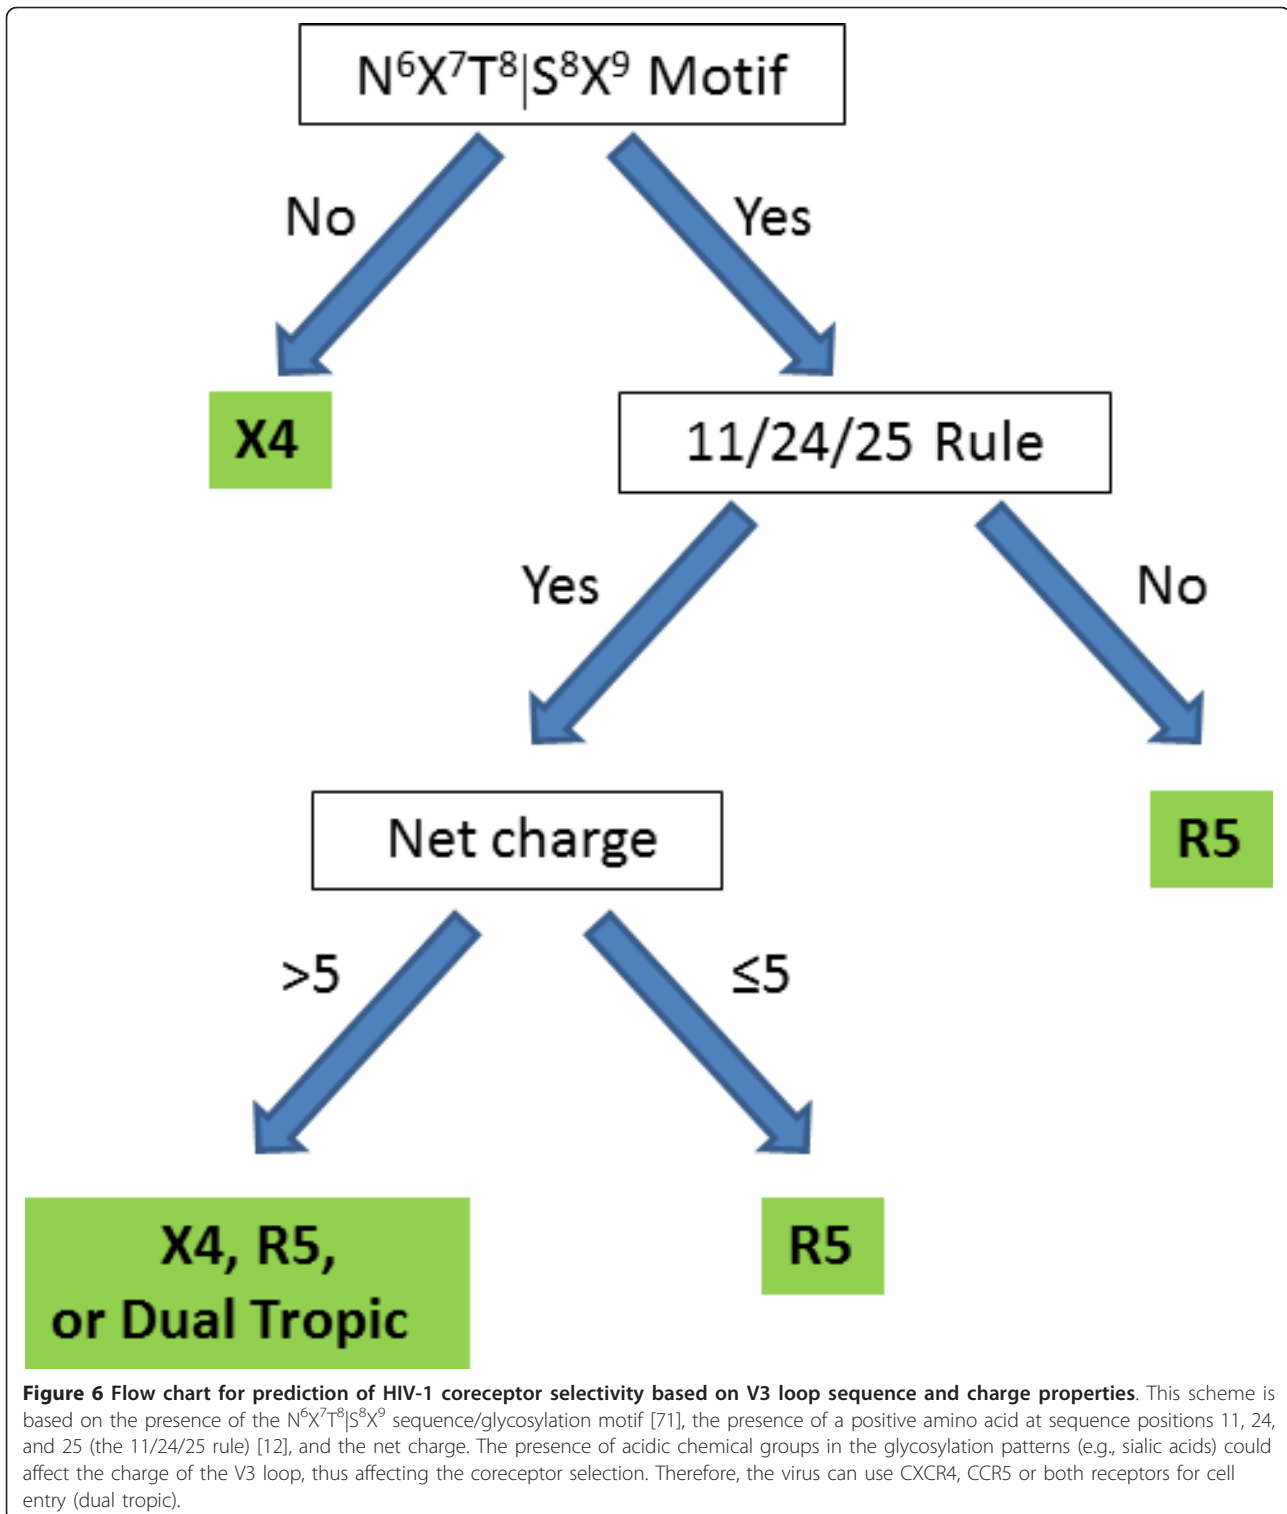 N⁶X⁷T⁸|S⁸X⁹ Motif
No
Yes
X4
11/24/25 Rule
Yes
No
Net charge
R5
>5
≤5
X4, R5,
or Dual Tropic
R5
Figure 6 Flow chart for prediction of HIV-1 coreceptor selectivity based on V3 loop sequence and charge properties. This scheme is
based on the presence of the N⁶X⁷T⁸|S⁸X⁹ sequence/glycosylation motif [71], the presence of a positive amino acid at sequence positions 11, 24,
and 25 (the 11/24/25 rule) [12], and the net charge. The presence of acidic chemical groups in the glycosylation patterns (e.g., sialic acids) could
affect the charge of the V3 loop, thus affecting the coreceptor selection. Therefore, the virus can use CXCR4, CCR5 or both receptors for cell
entry (dual tropic).